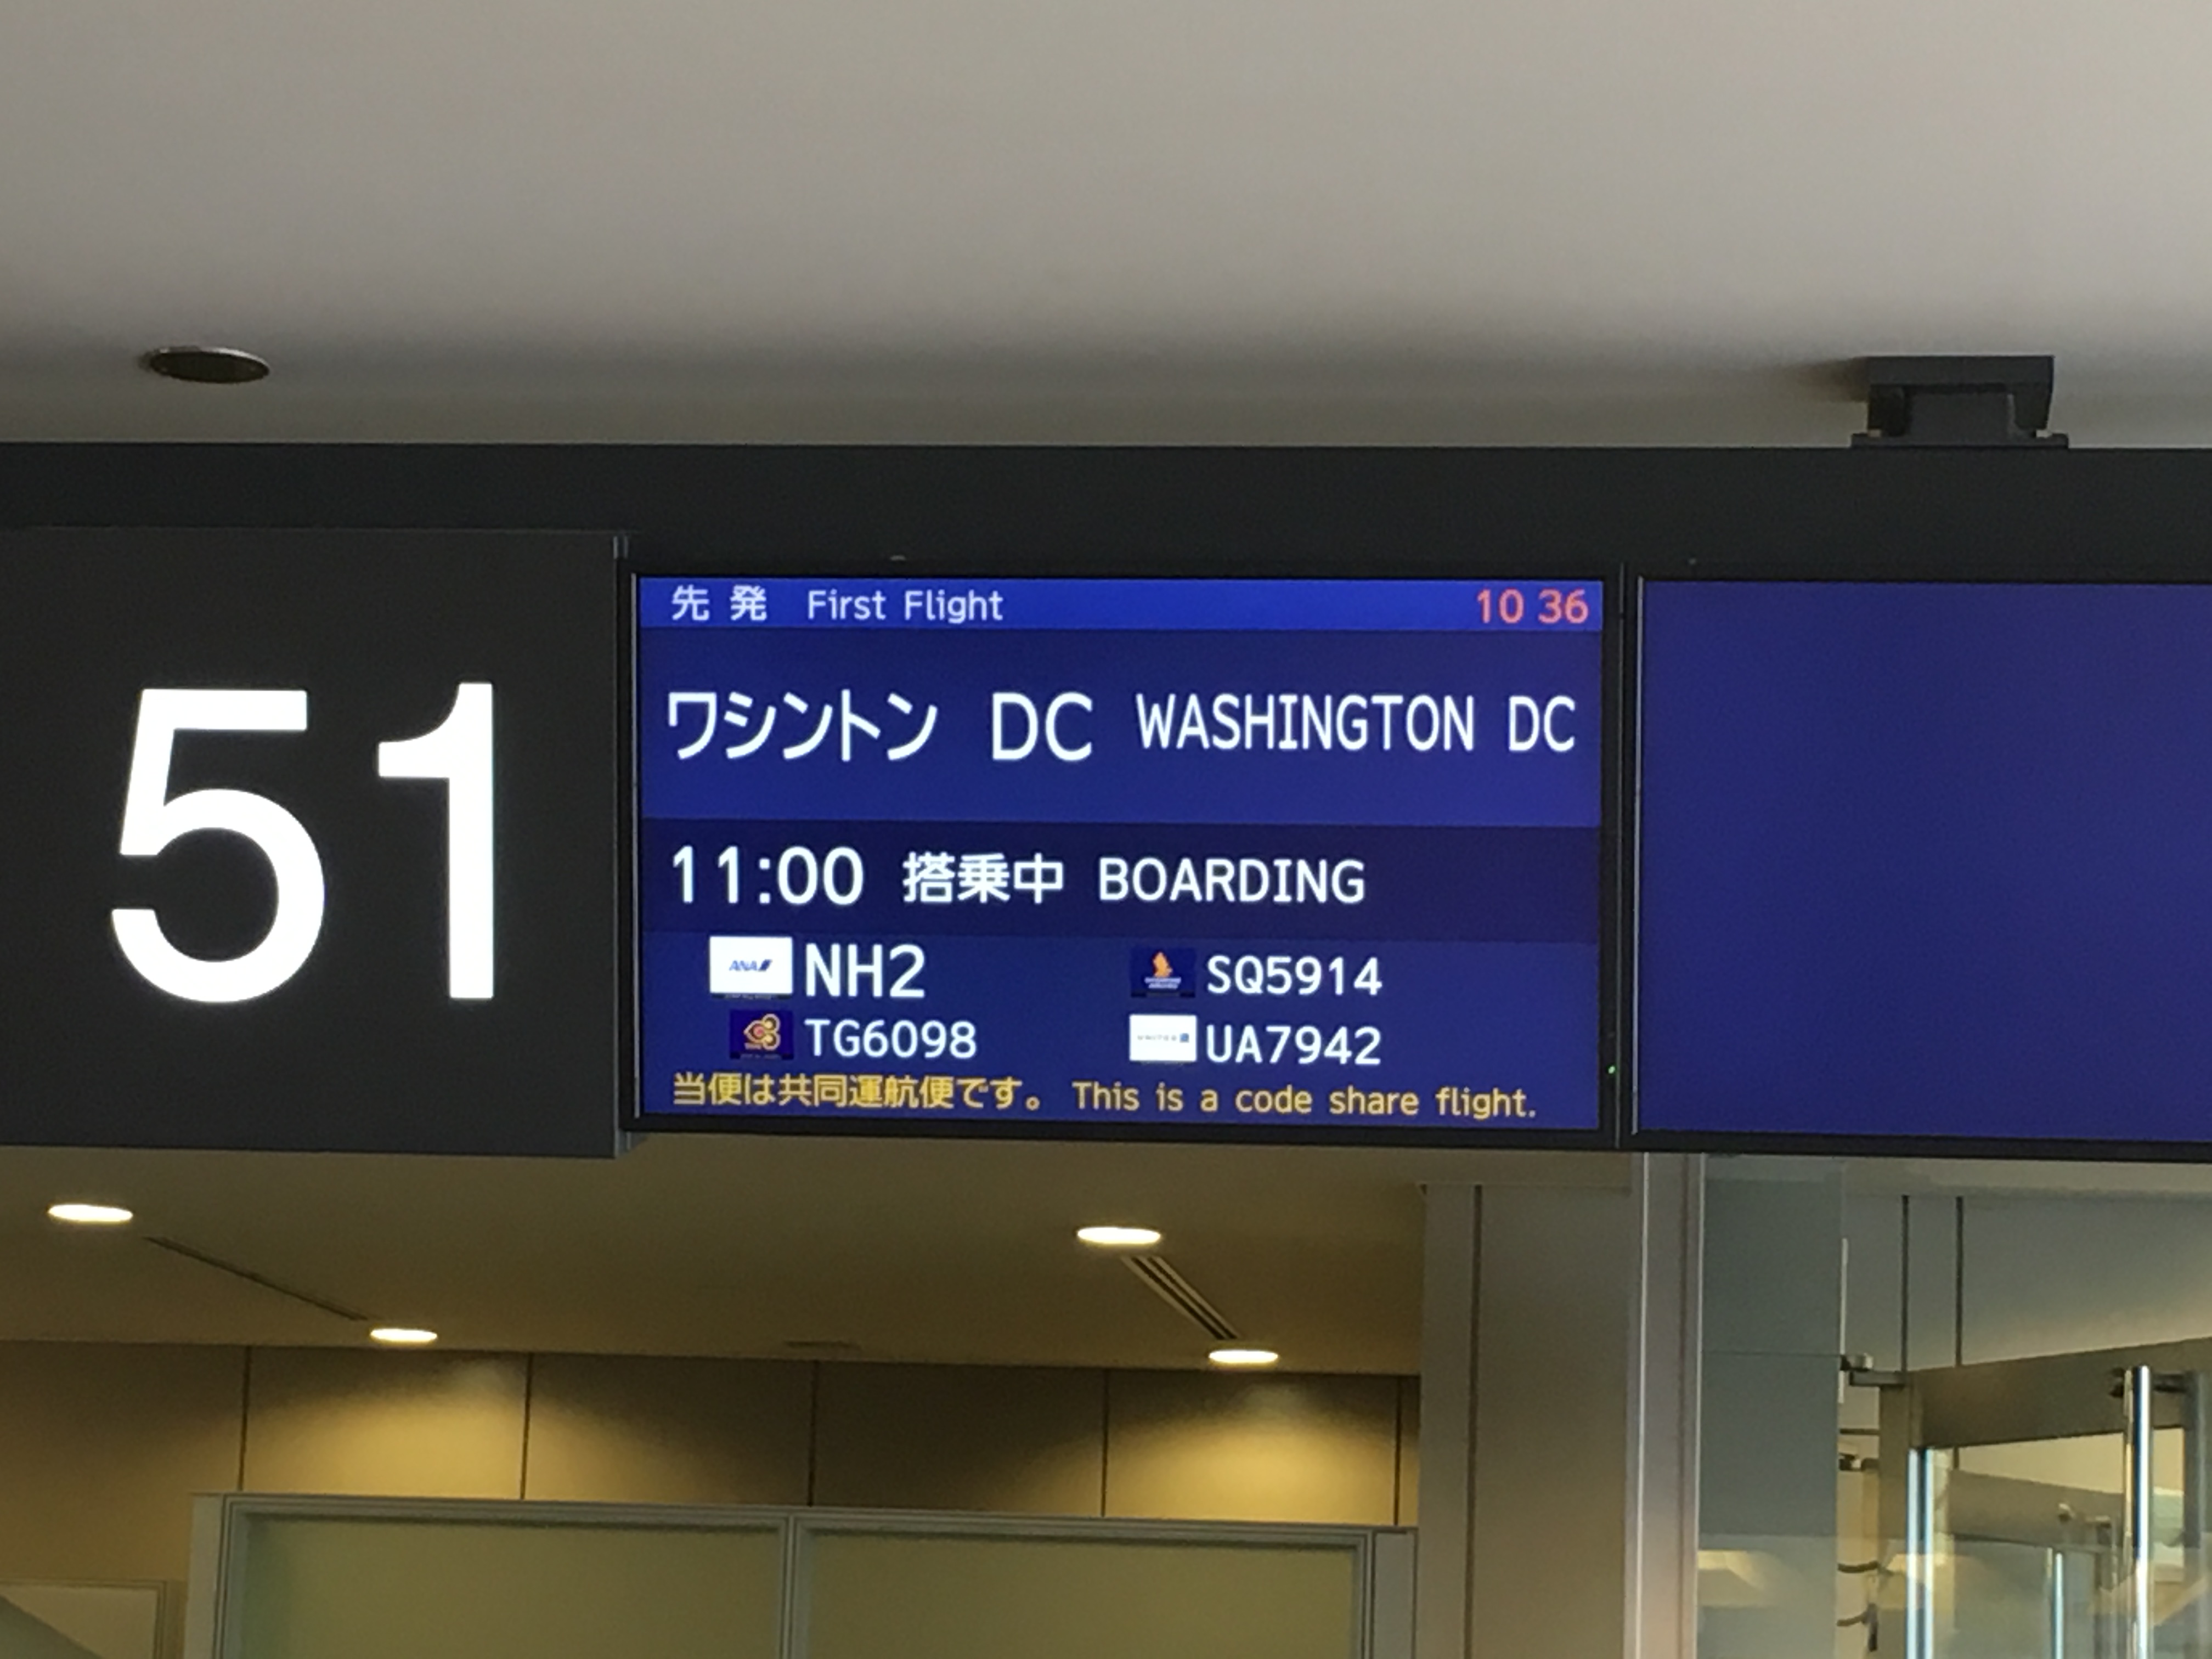 51
先発 First Flight 10 36
ワシントン DC WASHINGTON DC
11:00 搭乗中 BOARDING
ANA NH2 SQ5914
TG6098 UA7942
当便は共同運航便です。 This is a code share flight.